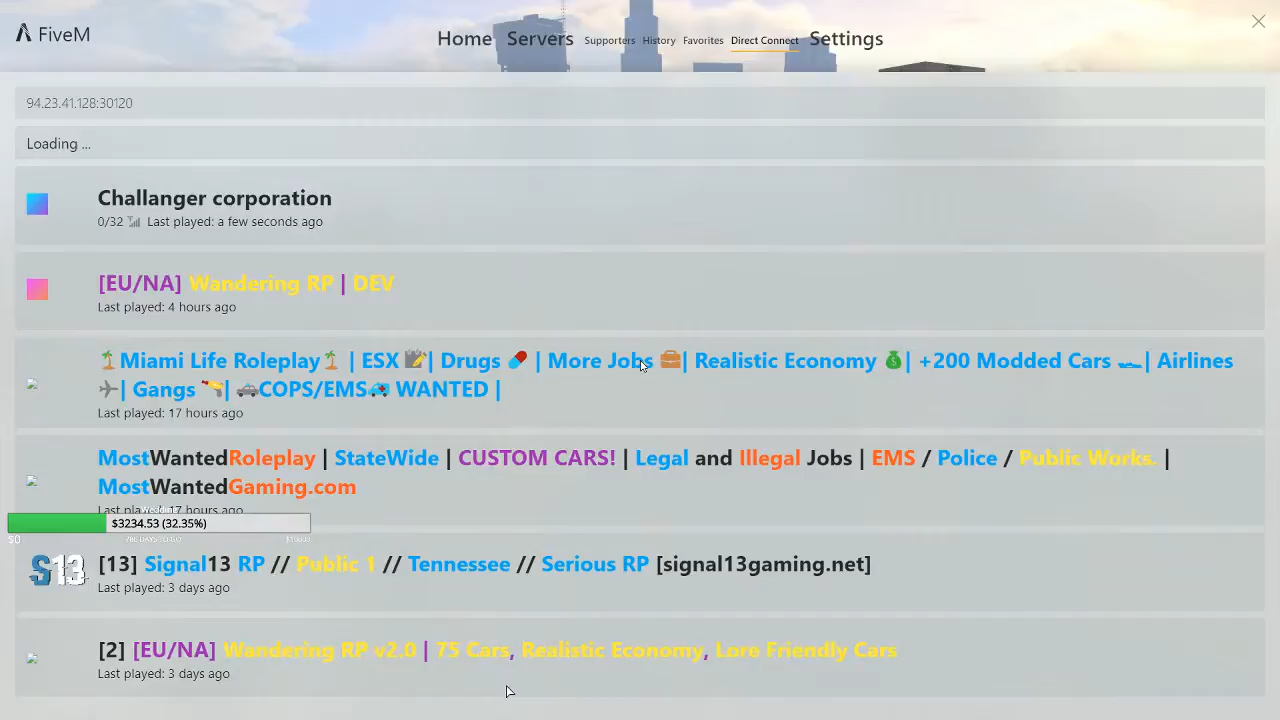 FiveM
Home Servers Supporters History Favorites Direct Connect Settings
94.23.41.128:30120
Loading ...
Challanger corporation
0/32 Last played: a few seconds ago
[EU/NA] Wandering RP | DEV
Last played: 4 hours ago
🏝️Miami Life Roleplay🏝️ | ESX 📝| Drugs 💊 | More Jobs 💼| Realistic Economy 💰| +200 Modded Cars 🛥️| Airlines
✈️| Gangs 🔫| 🚓COPS/EMS🚑 WANTED |
Last played: 17 hours ago
MostWantedRoleplay | StateWide | CUSTOM CARS! | Legal and Illegal Jobs | EMS / Police / Public Works. |
MostWantedGaming.com
Last played: 17 hours ago
$3234.53 (32.35%)
$0
S13
[13] Signal13 RP // Public 1 // Tennessee // Serious RP [signal13gaming.net]
Last played: 3 days ago
[2] [EU/NA] Wandering RP v2.0 | 75 Cars, Realistic Economy, Lore Friendly Cars
Last played: 3 days ago